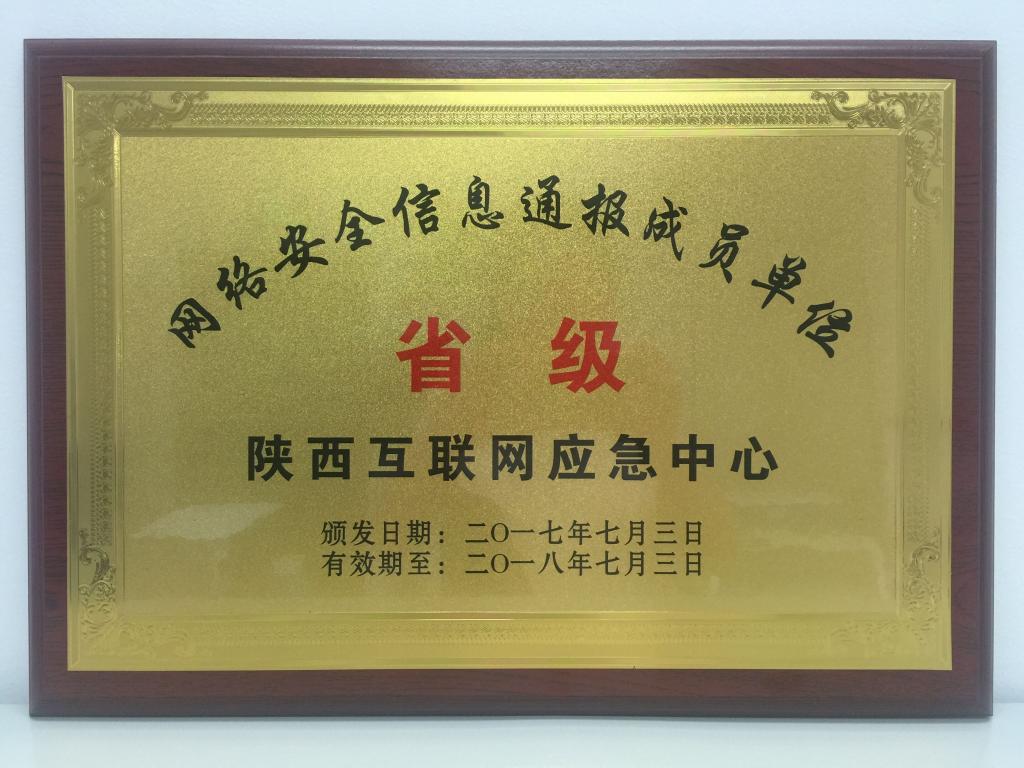 网络安全信息通报成员单位
省级
陕西互联网应急中心
颁发日期：二〇一七年七月三日
有效期至：二〇一八年七月三日